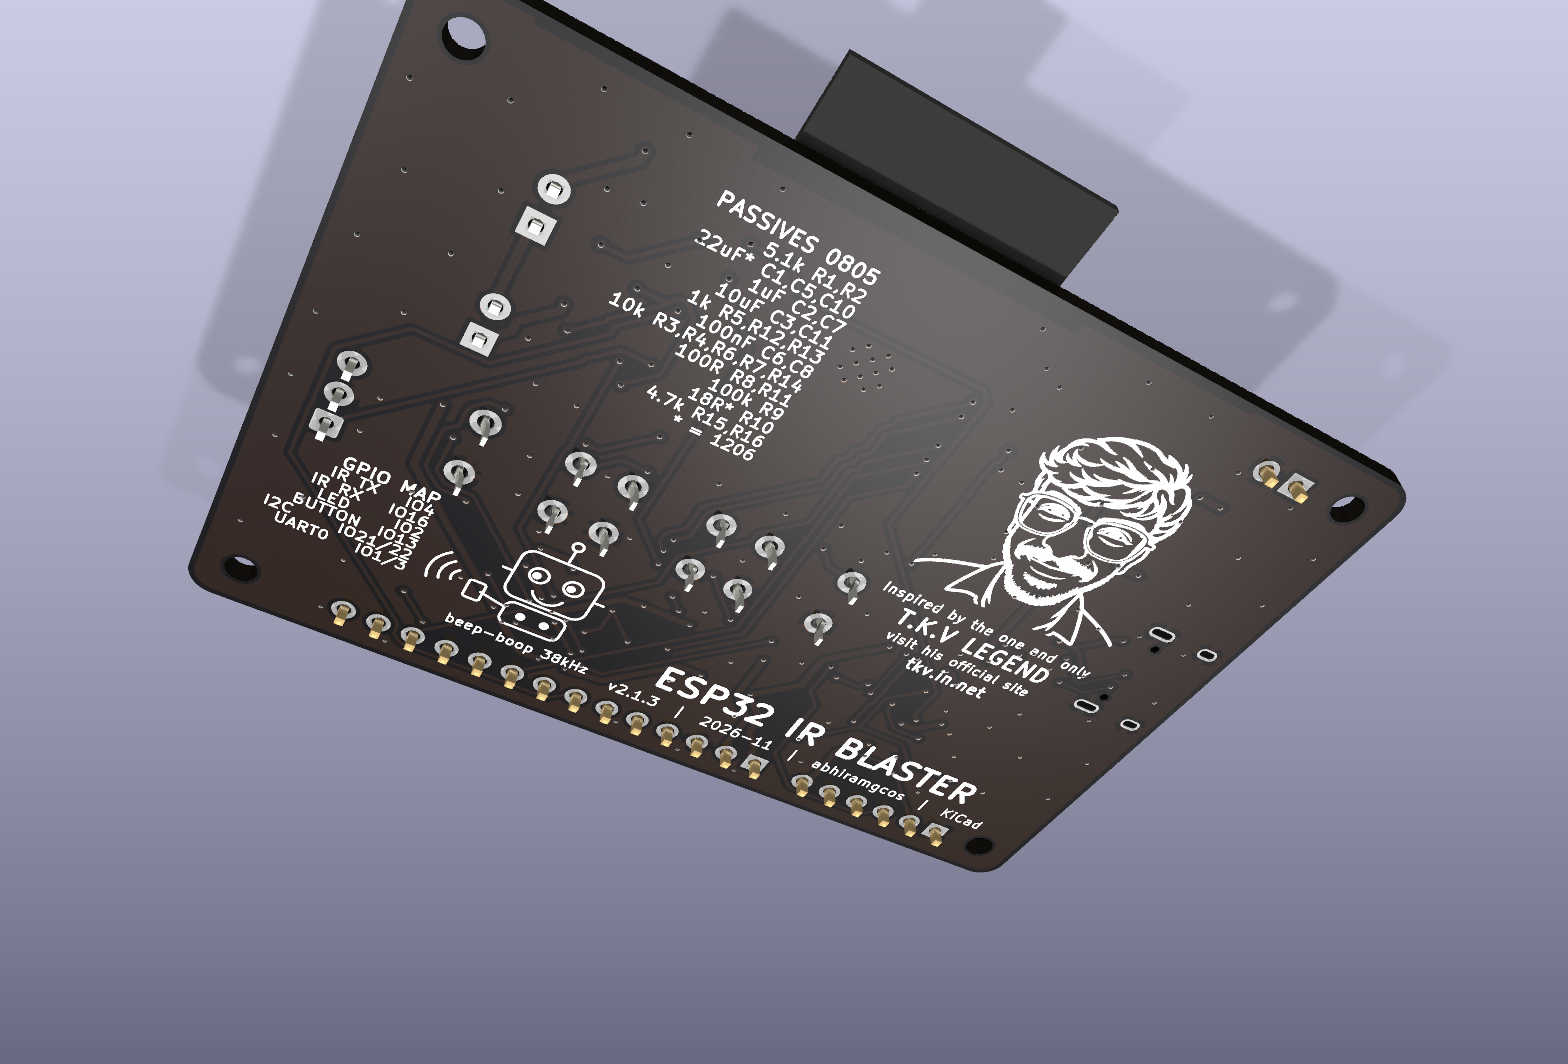 PASSIVES 0805
5.1k R1,R2
22uF* C1,C5,C10
1uF C2,C7
10uF C3,C11
1k R5,R12,R13
100nF C6,C8
10k R3,R4,R6,R7,R14
100R R8,R11
100k R9
18R* R10
4.7k R15,R16
* = 1206
GPIO MAP
IR TX IO4
IR RX IO16
LED IO2
BUTTON IO13
I2C IO21/22
UART0 IO1/3
beep-boop 38kHz
Inspired by the one and only
T.K.V LEGEND
visit his official site
tkv.in.net
ESP32 IR BLASTER
v2.1.3 | 2026-11 | abhiramgcos | KiCad